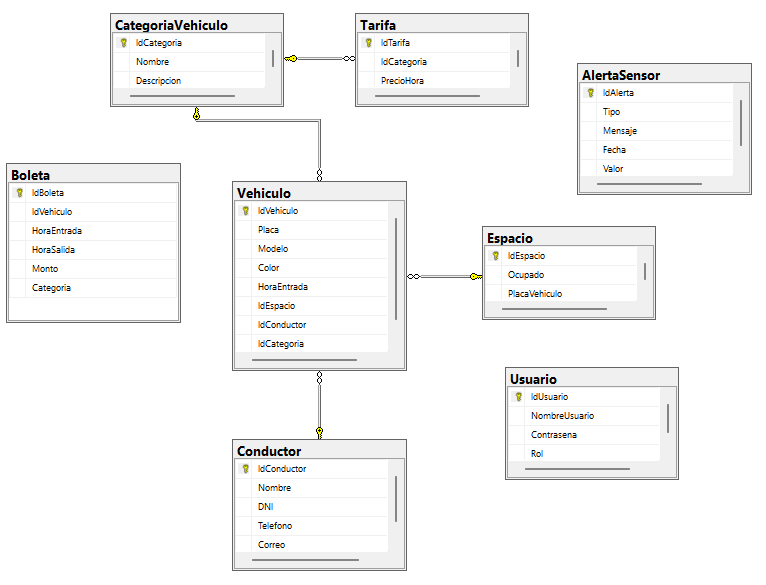 CategoriaVehiculo
IdCategoria
Nombre
Descripcion
Tarifa
IdTarifa
IdCategoria
PrecioHora
AlertaSensor
IdAlerta
Tipo
Mensaje
Fecha
Valor
Boleta
IdBoleta
IdVehiculo
HoraEntrada
HoraSalida
Monto
Categoria
Vehiculo
IdVehiculo
Placa
Modelo
Color
HoraEntrada
IdEspacio
IdConductor
IdCategoria
Espacio
IdEspacio
Ocupado
PlacaVehiculo
Usuario
IdUsuario
NombreUsuario
Contrasena
Rol
Conductor
IdConductor
Nombre
DNI
Telefono
Correo